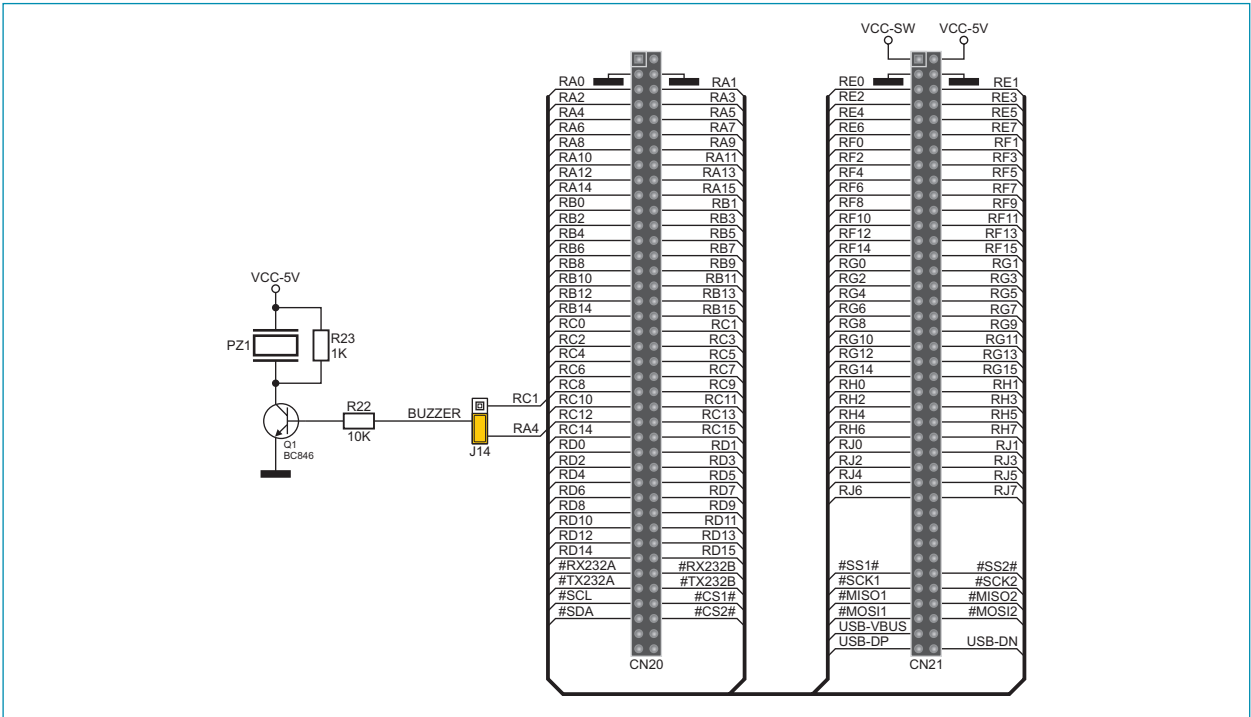 VCC-SW VCC-5V
RA0 RA1 RE0 RE1
RA2 RA3 RE2 RE3
RA4 RA5 RE4 RE5
RA6 RA7 RE6 RE7
RA8 RA9 RF0 RF1
RA10 RA11 RF2 RF3
RA12 RA13 RF4 RF5
RA14 RA15 RF6 RF7
RB0 RB1 RF8 RF9
RB2 RB3 RF10 RF11
RB4 RB5 RF12 RF13
RB6 RB7 RF14 RF15
RB8 RB9 RG0 RG1
VCC-5V RB10 RB11 RG2 RG3
RB12 RB13 RG4 RG5
RB14 RB15 RG6 RG7
RC0 RC1 RG8 RG9
PZ1 R23 RC2 RC3 RG10 RG11
1K RC4 RC5 RG12 RG13
RC6 RC7 RG14 RG15
RC8 RC9 RH0 RH1
RC1 RC10 RC11 RH2 RH3
R22 BUZZER RC12 RC13 RH4 RH5
10K RA4 RC14 RC15 RH6 RH7
Q1 J14 RD0 RD1 RJ0 RJ1
BC846 RD2 RD3 RJ2 RJ3
RD4 RD5 RJ4 RJ5
RD6 RD7 RJ6 RJ7
RD8 RD9
RD10 RD11
RD12 RD13
RD14 RD15
#RX232A #RX232B #SS1# #SS2#
#TX232A #TX232B #SCK1 #SCK2
#SCL #CS1# #MISO1 #MISO2
#SDA #CS2# #MOSI1 #MOSI2
USB-VBUS
USB-DP USB-DN
CN20 CN21